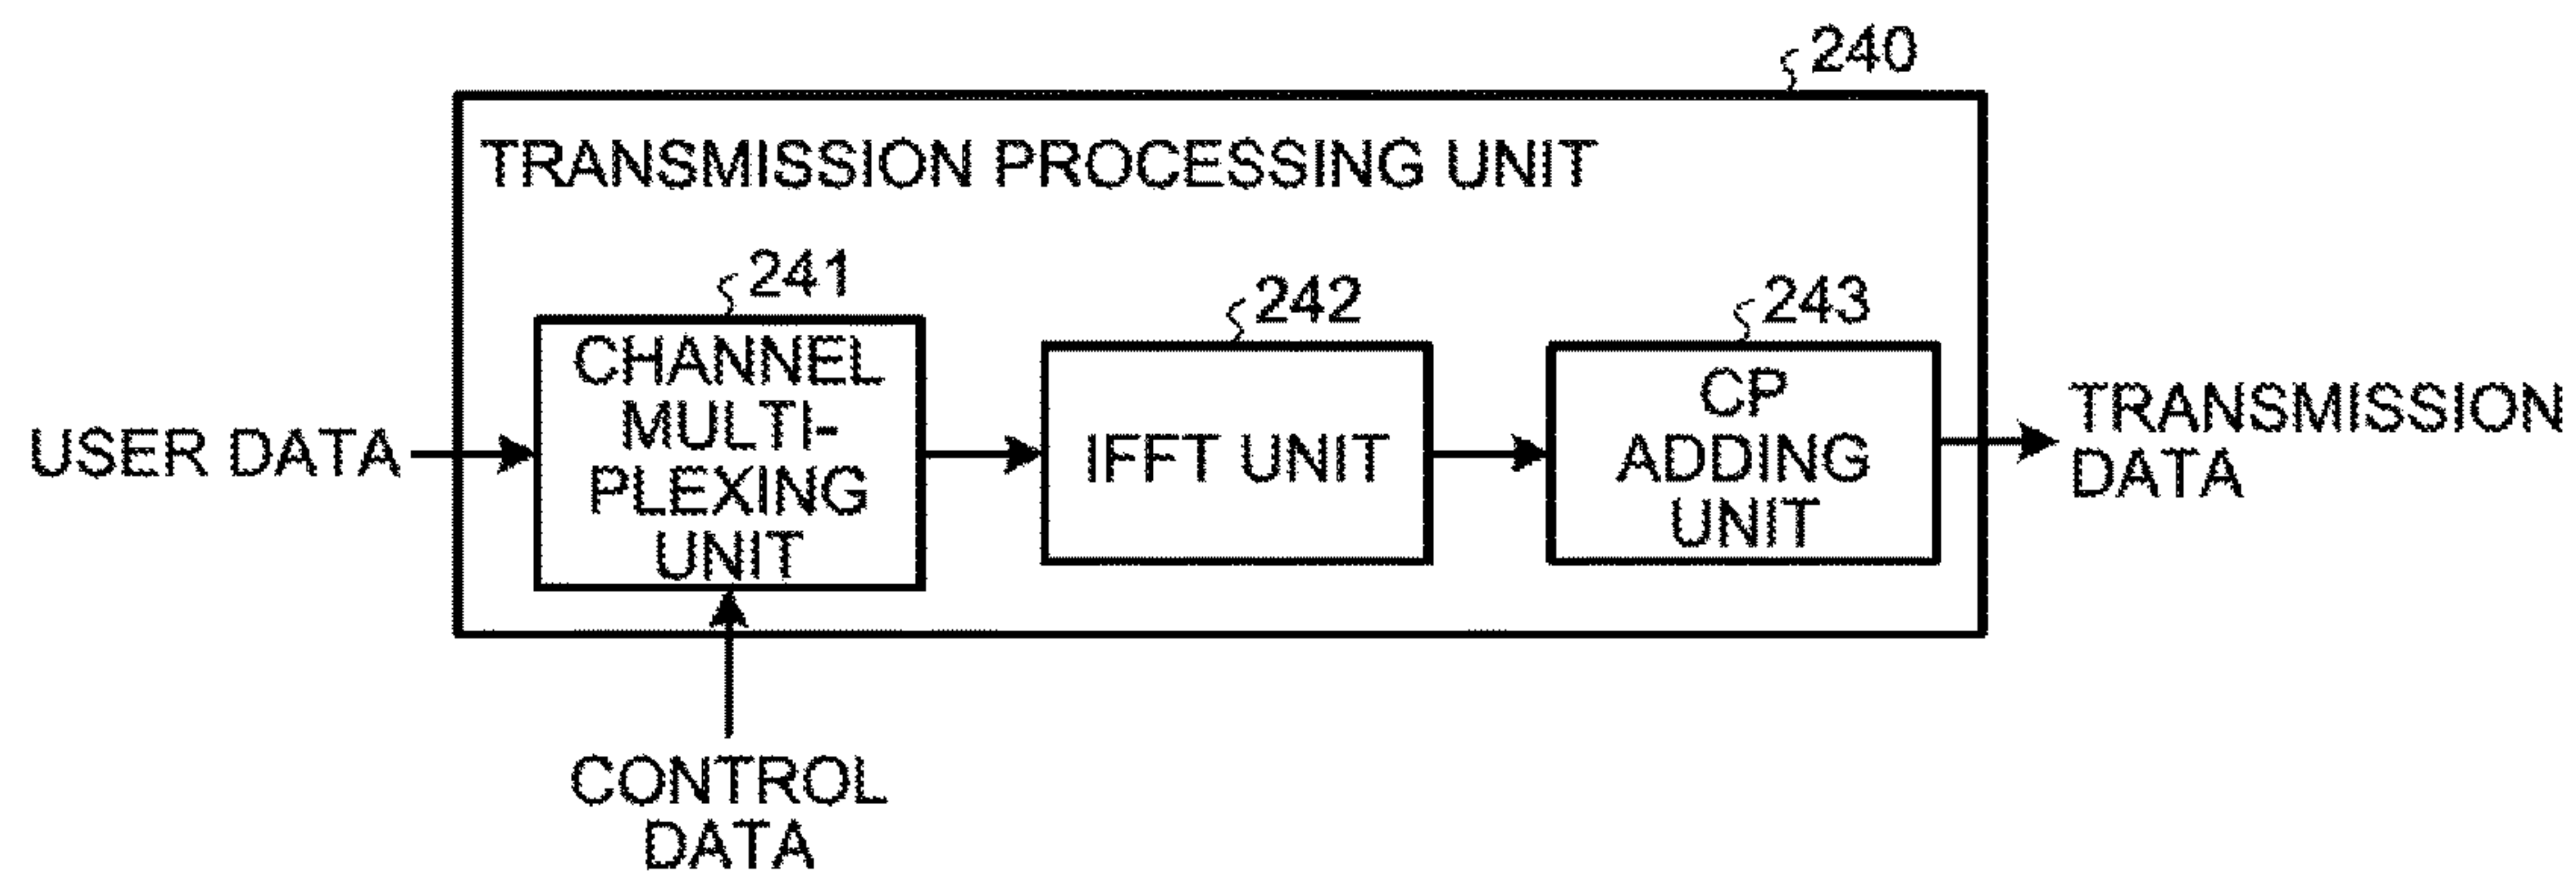 240
TRANSMISSION PROCESSING UNIT
241
CHANNEL
MULTI-
PLEXING
UNIT
242
IFFT UNIT
243
CP
ADDING
UNIT
USER DATA
TRANSMISSION
DATA
CONTROL
DATA